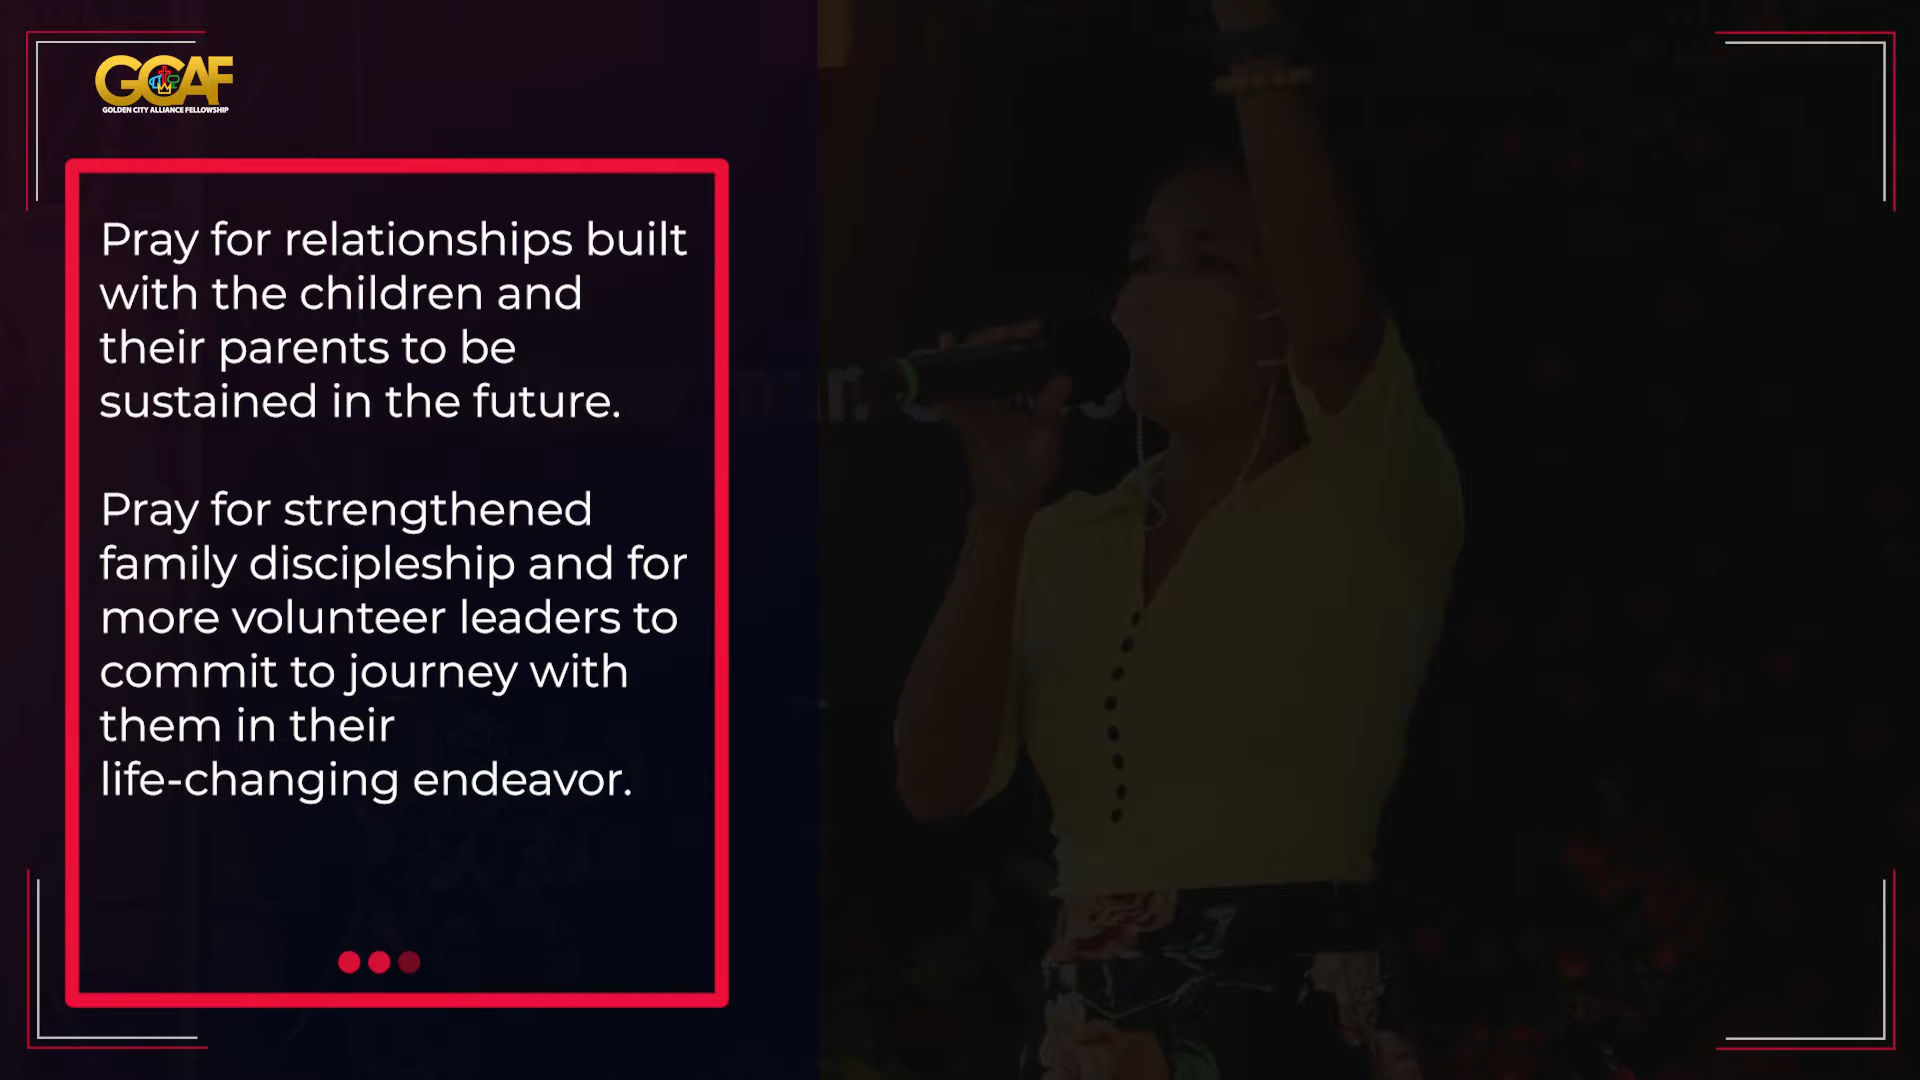 GCAF
GOLDEN CITY ALLIANCE FELLOWSHIP
Pray for relationships built
with the children and
their parents to be
sustained in the future.
Pray for strengthened
family discipleship and for
more volunteer leaders to
commit to journey with
them in their
life-changing endeavor.